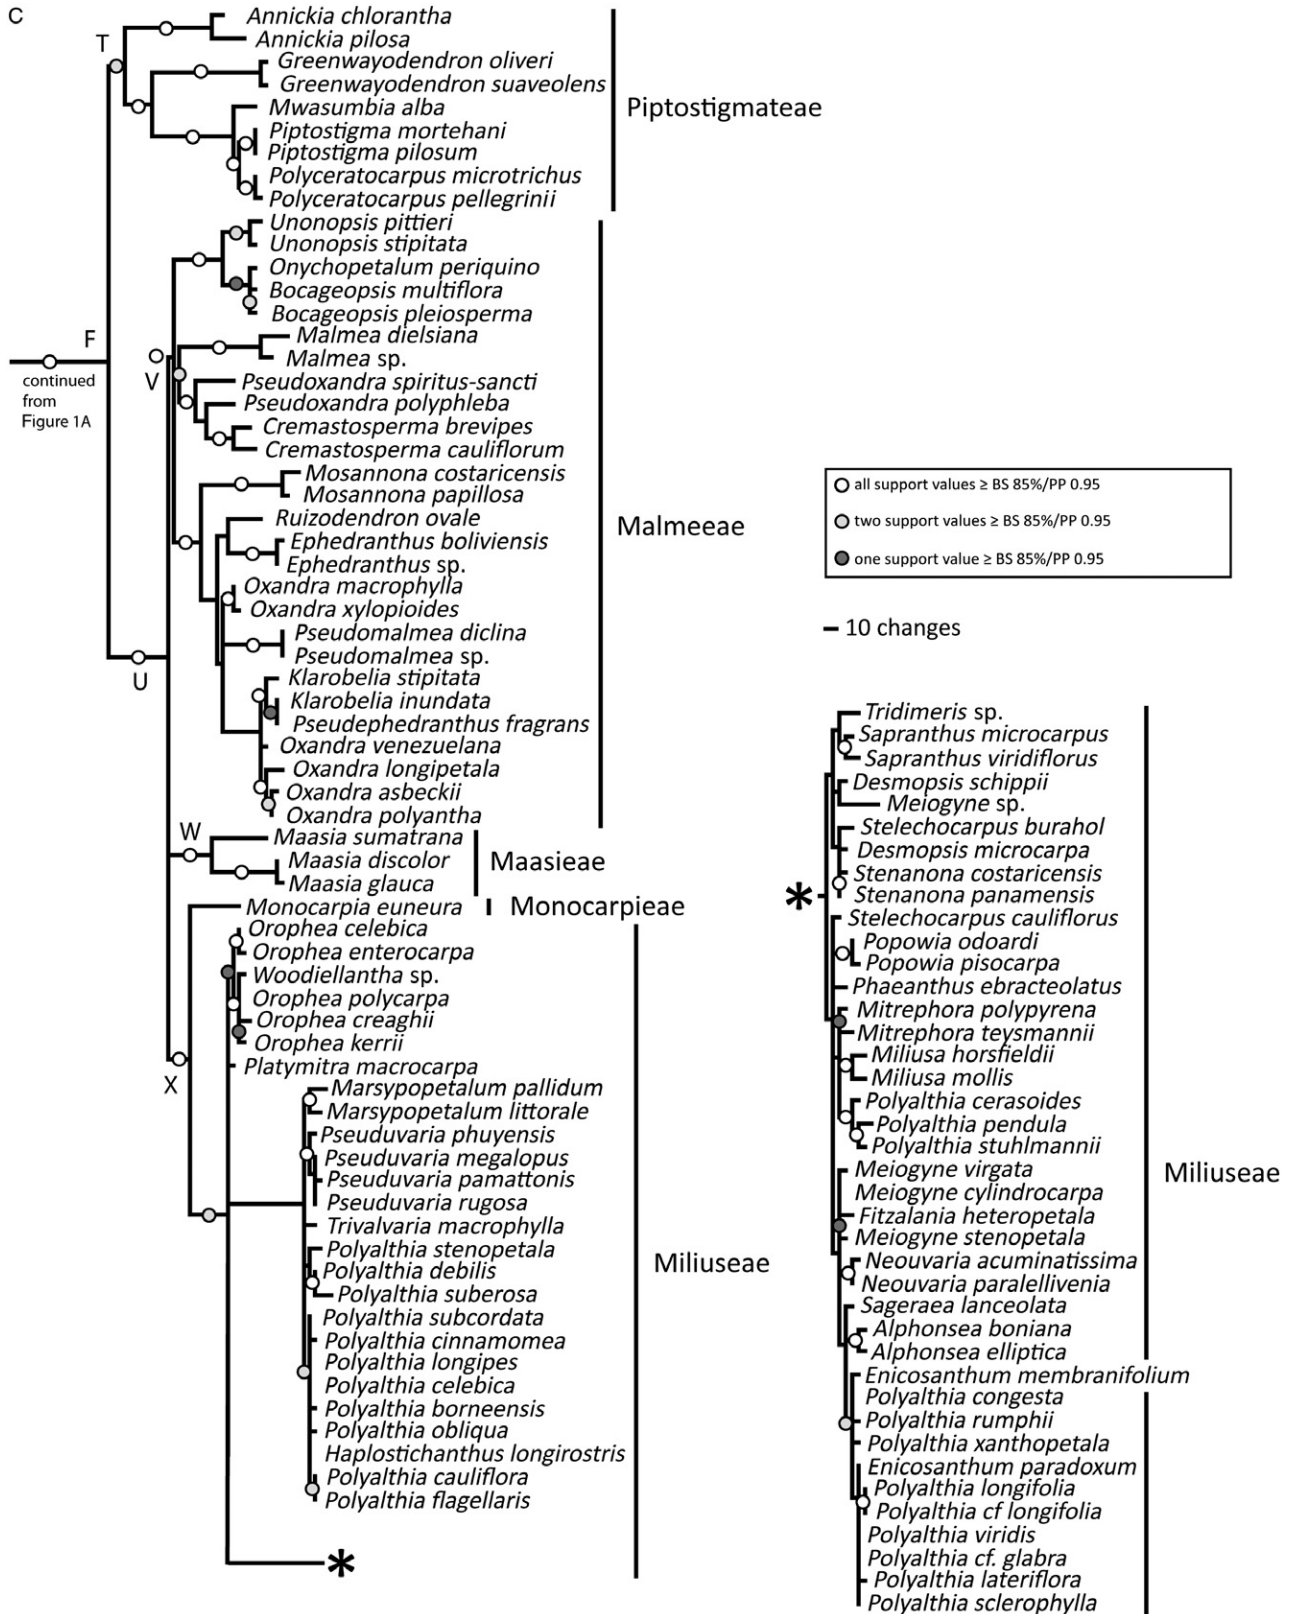 C
Annickia chlorantha
Annickia pilosa
T
Greenwayodendron oliveri
Greenwayodendron suaveolens
Mwasumbia alba
Piptostigma mortehani
Piptostigma pilosum
Polyceratocarpus microtrichus
Polyceratocarpus pellegrinii
Piptostigmateae
Unonopsis pittieri
Unonopsis stipitata
Onychopetalum periquino
Bocageopsis multiflora
Bocageopsis pleiosperma
Malmea dielsiana
Malmea sp.
F
V
continued
from
Figure 1A
Pseudoxandra spiritus-sancti
Pseudoxandra polyphleba
Cremastosperma brevipes
Cremastosperma cauliflorum
Mosannona costaricensis
Mosannona papillosa
Ruizodendron ovale
Ephedranthus boliviensis
Ephedranthus sp.
Malmeeae
Oxandra macrophylla
Oxandra xylopioides
Pseudomalmea diclina
Pseudomalmea sp.
U
Klarobelia stipitata
Klarobelia inundata
Pseudephedranthus fragrans
Oxandra venezuelana
Oxandra longipetala
Oxandra asbeckii
Oxandra polyantha
W
Maasia sumatrana
Maasia discolor
Maasia glauca
Maasieae
Monocarpia euneura
Monocarpieae
Orophea celebica
Orophea enterocarpa
Woodiellantha sp.
Orophea polycarpa
Orophea creaghii
Orophea kerrii
Platymitra macrocarpa
X
Marsypopetalum pallidum
Marsypopetalum littorale
Pseuduvaria phuyensis
Pseuduvaria megalopus
Pseuduvaria pamattonis
Pseuduvaria rugosa
Trivalvaria macrophylla
Polyalthia stenopetala
Polyalthia debilis
Polyalthia suberosa
Miliuseae
Polyalthia subcordata
Polyalthia cinnamomea
Polyalthia longipes
Polyalthia celebica
Polyalthia borneensis
Polyalthia obliqua
Haplostichanthus longirostris
Polyalthia cauliflora
Polyalthia flagellaris
*
all support values ≥ BS 85%/PP 0.95
two support values ≥ BS 85%/PP 0.95
one support value ≥ BS 85%/PP 0.95
10 changes
Tridimeris sp.
Sapranthus microcarpus
Sapranthus viridiflorus
Desmopsis schippii
Meiogyne sp.
Stelechocarpus burahol
Desmopsis microcarpa
Stenanona costaricensis
Stenanona panamensis
*
Stelechocarpus cauliflorus
Popowia odoardi
Popowia pisocarpa
Phaeanthus ebracteolatus
Mitrephora polypyrena
Mitrephora teysmannii
Miliusa horsfieldii
Miliusa mollis
Polyalthia cerasoides
Polyalthia pendula
Polyalthia stuhlmannii
Meiogyne virgata
Miliuseae
Meiogyne cylindrocarpa
Fitzalania heteropetala
Meiogyne stenopetala
Neouvaria acuminatissima
Neouvaria paralellivenia
Sageraea lanceolata
Alphonsea boniana
Alphonsea elliptica
Enicosanthum membranifolium
Polyalthia congesta
Polyalthia rumphii
Polyalthia xanthopetala
Enicosanthum paradoxum
Polyalthia longifolia
Polyalthia cf longifolia
Polyalthia viridis
Polyalthia cf. glabra
Polyalthia lateriflora
Polyalthia sclerophylla